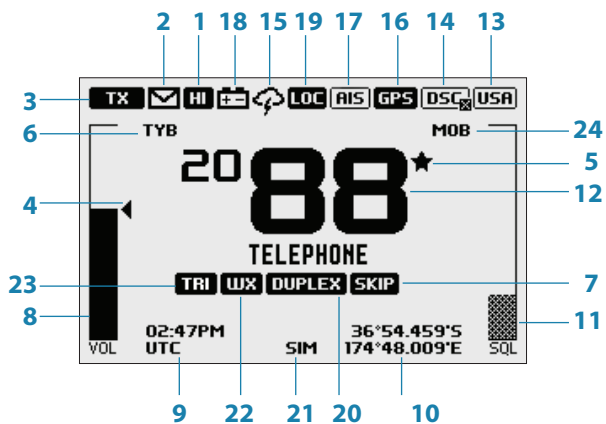 2 1 18 15 19 17 16 14 13
3 TX HI LOC AIS GPS DSC USA
6 TYB MOB 24
20 88 5
4 12
TELEPHONE
23 TRI WX DUPLEX SKIP 7
8 11
02:47PM 36°54.459'S
VOL UTC SIM 174°48.009'E SQL
9 22 21 20 10